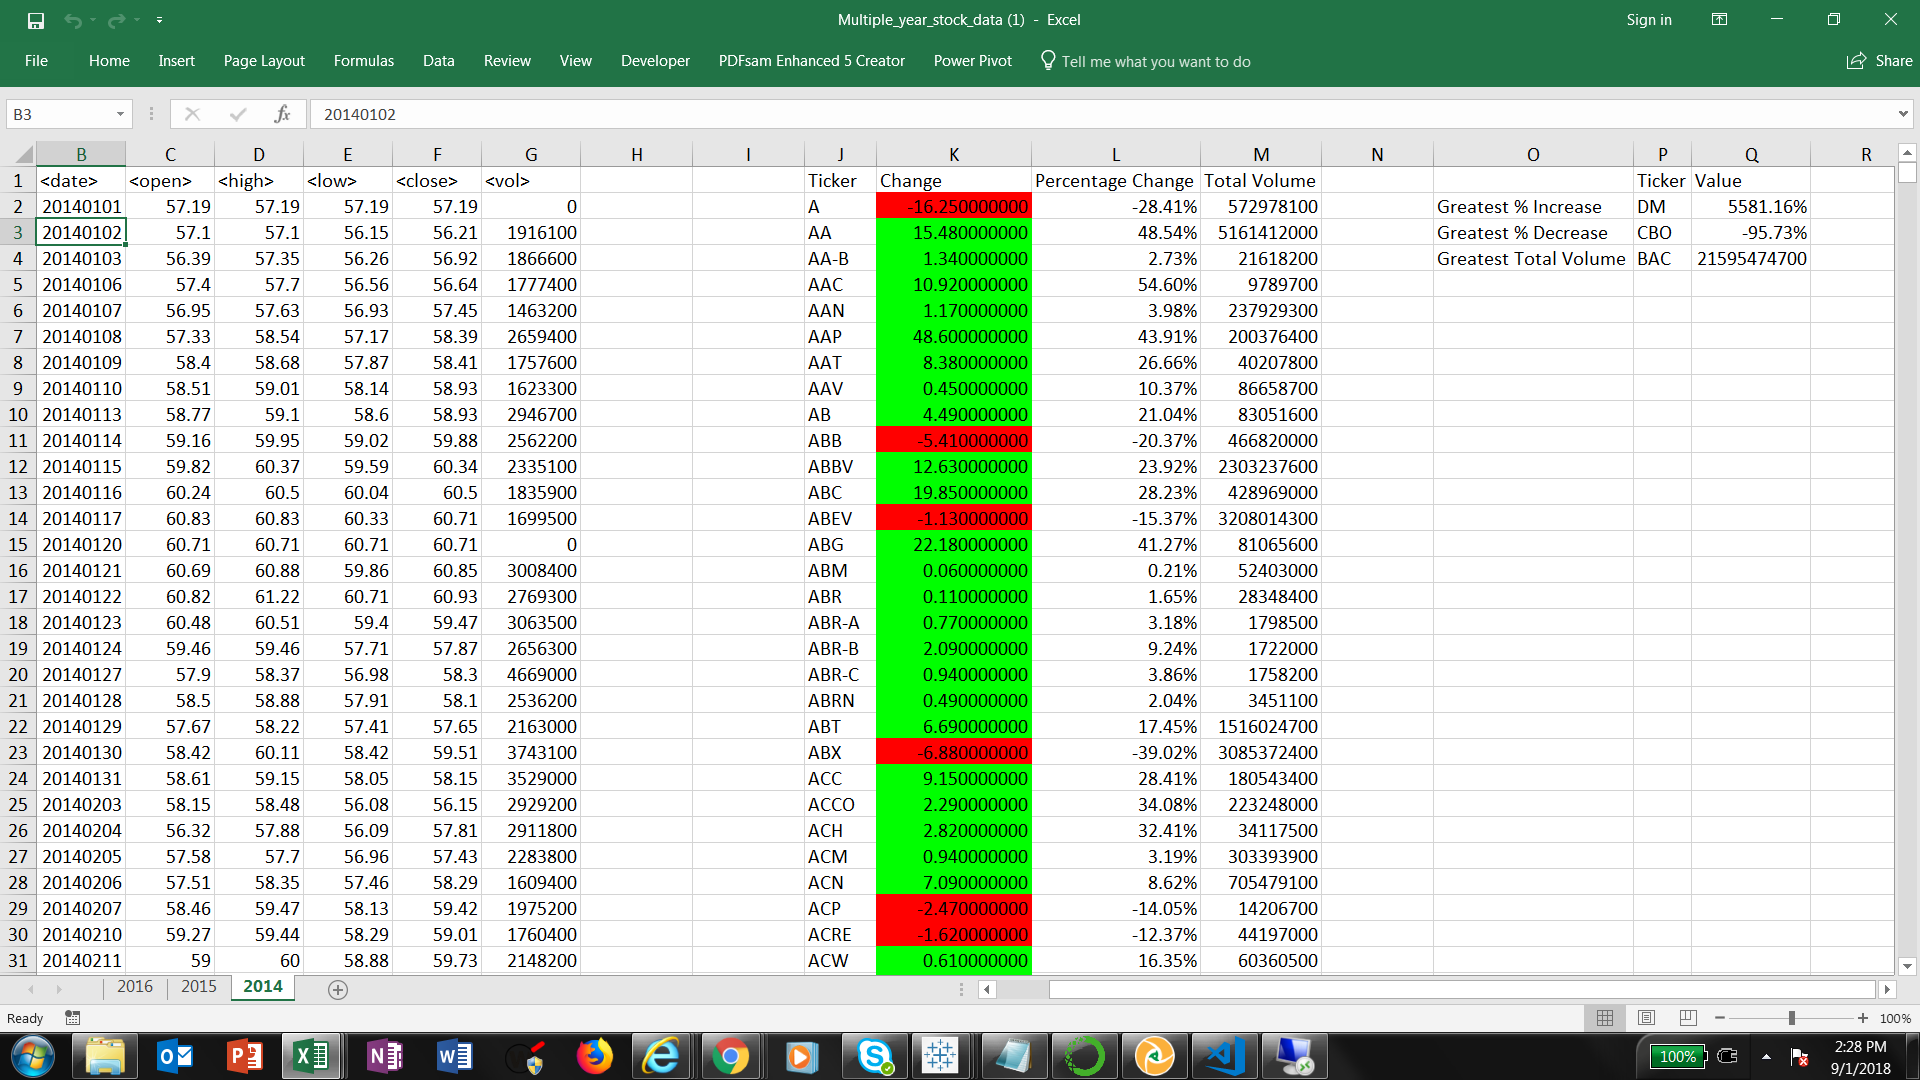 Multiple_year_stock_data (1) - Excel
Sign in
File Home Insert Page Layout Formulas Data Review View Developer PDFsam Enhanced 5 Creator Power Pivot Tell me what you want to do Share
B3 fx 20140102
B C D E F G H I J K L M N O P Q R
1 <date> <open> <high> <low> <close> <vol> Ticker Change Percentage Change Total Volume Ticker Value
2 20140101 57.19 57.19 57.19 57.19 0 A -16.250000000 -28.41% 572978100 Greatest % Increase DM 5581.16%
3 20140102 57.1 57.1 56.15 56.21 1916100 AA 15.480000000 48.54% 5161412000 Greatest % Decrease CBO -95.73%
4 20140103 56.39 57.35 56.26 56.92 1866600 AA-B 1.340000000 2.73% 21618200 Greatest Total Volume BAC 21595474700
5 20140106 57.4 57.7 56.56 56.64 1777400 AAC 10.920000000 54.60% 9789700
6 20140107 56.95 57.63 56.93 57.45 1463200 AAN 1.170000000 3.98% 237929300
7 20140108 57.33 58.54 57.17 58.39 2659400 AAP 48.600000000 43.91% 200376400
8 20140109 58.4 58.68 57.87 58.41 1757600 AAT 8.380000000 26.66% 40207800
9 20140110 58.51 59.01 58.14 58.93 1623300 AAV 0.450000000 10.37% 86658700
10 20140113 58.77 59.1 58.6 58.93 2946700 AB 4.490000000 21.04% 83051600
11 20140114 59.16 59.95 59.02 59.88 2562200 ABB -5.410000000 -20.37% 466820000
12 20140115 59.82 60.37 59.59 60.34 2335100 ABBV 12.630000000 23.92% 2303237600
13 20140116 60.24 60.5 60.04 60.5 1835900 ABC 19.850000000 28.23% 428969000
14 20140117 60.83 60.83 60.33 60.71 1699500 ABEV -1.130000000 -15.37% 3208014300
15 20140120 60.71 60.71 60.71 60.71 0 ABG 22.180000000 41.27% 81065600
16 20140121 60.69 60.88 59.86 60.85 3008400 ABM 0.060000000 0.21% 52403000
17 20140122 60.82 61.22 60.71 60.93 2769300 ABR 0.110000000 1.65% 28348400
18 20140123 60.48 60.51 59.4 59.47 3063500 ABR-A 0.770000000 3.18% 1798500
19 20140124 59.46 59.46 57.71 57.87 2656300 ABR-B 2.090000000 9.24% 1722000
20 20140127 57.9 58.37 56.98 58.3 4669000 ABR-C 0.940000000 3.86% 1758200
21 20140128 58.5 58.88 57.91 58.1 2536200 ABRN 0.490000000 2.04% 3451100
22 20140129 57.67 58.22 57.41 57.65 2163000 ABT 6.690000000 17.45% 1516024700
23 20140130 58.42 60.11 58.42 59.51 3743100 ABX -6.880000000 -39.02% 3085372400
24 20140131 58.61 59.15 58.05 58.15 3529000 ACC 9.150000000 28.41% 180543400
25 20140203 58.15 58.48 56.08 56.15 2929200 ACCO 2.290000000 34.08% 223248000
26 20140204 56.32 57.88 56.09 57.81 2911800 ACH 2.820000000 32.41% 34117500
27 20140205 57.58 57.7 56.96 57.43 2283800 ACM 0.940000000 3.19% 303393900
28 20140206 57.51 58.35 57.46 58.29 1609400 ACN 7.090000000 8.62% 705479100
29 20140207 58.46 59.47 58.13 59.42 1975200 ACP -2.470000000 -14.05% 14206700
30 20140210 59.27 59.44 58.29 59.01 1760400 ACRE -1.620000000 -12.37% 44197000
31 20140211 59 60 58.88 59.73 2148200 ACW 0.610000000 16.35% 60360500
2016 2015 2014
Ready 100%
100% 2:28 PM
9/1/2018